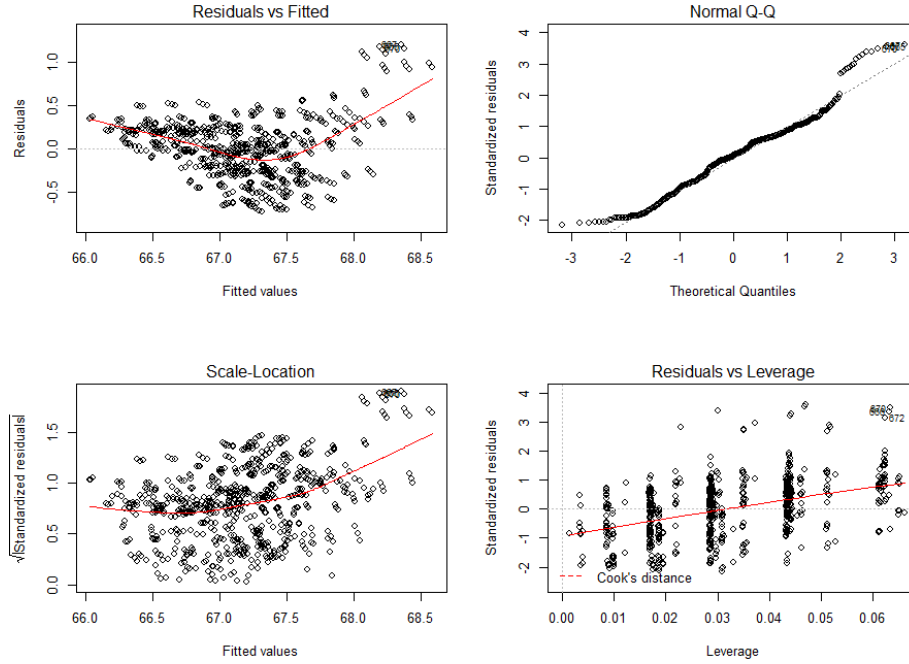 Residuals vs Fitted
Residuals
1.0
0.5
0.0
-0.5
66.0 66.5 67.0 67.5 68.0 68.5
Fitted values
Normal Q-Q
Standardized residuals
4
3
2
1
0
-1
-2
-3 -2 -1 0 1 2 3
Theoretical Quantiles
Scale-Location
√|Standardized residuals|
1.5
1.0
0.5
0.0
66.0 66.5 67.0 67.5 68.0 68.5
Fitted values
Residuals vs Leverage
Standardized residuals
4
3
2
1
0
-1
-2
672
Cook's distance
0.00 0.01 0.02 0.03 0.04 0.05 0.06
Leverage